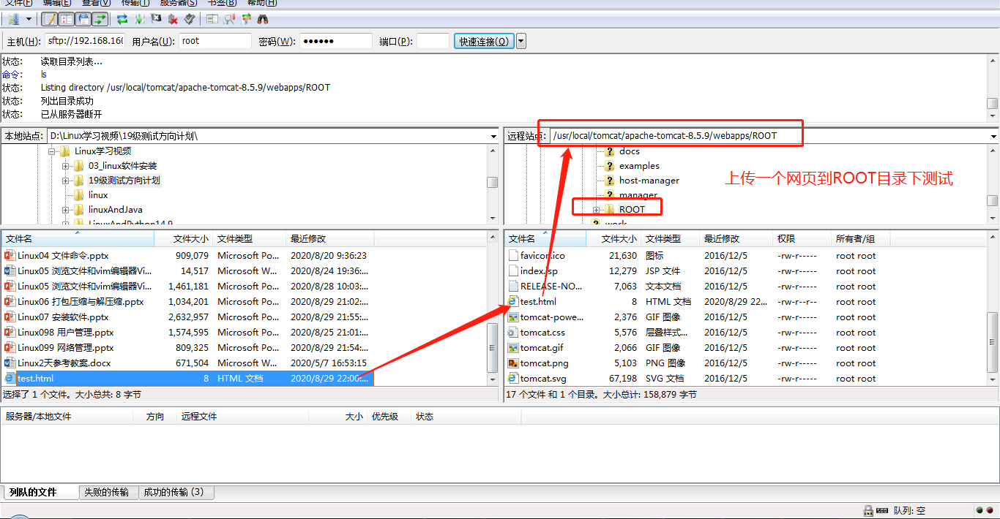 文件(F) 编辑(E) 查看(V) 传输(T) 服务器(S) 书签(B) 帮助(H)
主机(H): sftp://192.168.16( 用户名(U): root 密码(W): ●●●●●● 端口(P): 快速连接(Q)
状态: 读取目录列表...
命令: ls
状态: Listing directory /usr/local/tomcat/apache-tomcat-8.5.9/webapps/ROOT
状态: 列出目录成功
状态: 已从服务器断开
本地站点: D:\Linux学习视频\19级测试方向计划\
Linux学习视频
03_linux软件安装
19级测试方向计划
linux
linuxAndJava
LinuxAndPython14.9
远程站点: /usr/local/tomcat/apache-tomcat-8.5.9/webapps/ROOT
docs
examples
host-manager
manager
ROOT
work
上传一个网页到ROOT目录下测试
文件名 文件大小 文件类型 最近修改
Linux04 文件命令.pptx 909,079 Microsoft Po... 2020/8/20 9:36:23
Linux05 浏览文件和vim编辑器Vi... 14,517 Microsoft W... 2020/8/24 19:36:...
Linux05 浏览文件和vim编辑器Vi... 1,461,181 Microsoft Po... 2020/8/28 10:03:...
Linux06 打包压缩与解压缩.pptx 1,034,201 Microsoft Po... 2020/8/29 21:02:...
Linux07 安装软件.pptx 2,632,957 Microsoft Po... 2020/8/29 21:55:...
Linux098 用户管理.pptx 1,574,595 Microsoft Po... 2020/8/25 21:01:...
Linux099 网络管理.pptx 809,325 Microsoft Po... 2020/8/29 21:54:...
Linux2天参考教案.docx 671,504 Microsoft W... 2020/5/7 16:53:15
test.html 8 HTML 文档 2020/8/29 22:00:...
选择了 1 个文件。大小总共: 8 字节
文件名 文件大小 文件类型 最近修改 权限 所有者/组
favicon.ico 21,630 图标 2016/12/5 -rw-r----- root root
index.jsp 12,279 JSP 文件 2016/12/5 -rw-r----- root root
RELEASE-NO... 7,063 文本文档 2016/12/5 -rw-r----- root root
test.html 8 HTML 文档 2020/8/29 22... -rw-r--r-- root root
tomcat-powe... 2,376 GIF 图像 2016/12/5 -rw-r----- root root
tomcat.css 5,576 层叠样式... 2016/12/5 -rw-r----- root root
tomcat.gif 2,066 GIF 图像 2016/12/5 -rw-r----- root root
tomcat.png 5,103 PNG 图像 2016/12/5 -rw-r----- root root
tomcat.svg 67,198 SVG 文档 2016/12/5 -rw-r----- root root
17 个文件 和 1 个目录。大小总计: 158,879 字节
服务器/本地文件 方向 远程文件 大小 优先级 状态
列队的文件 失败的传输 成功的传输 (3)
队列: 空